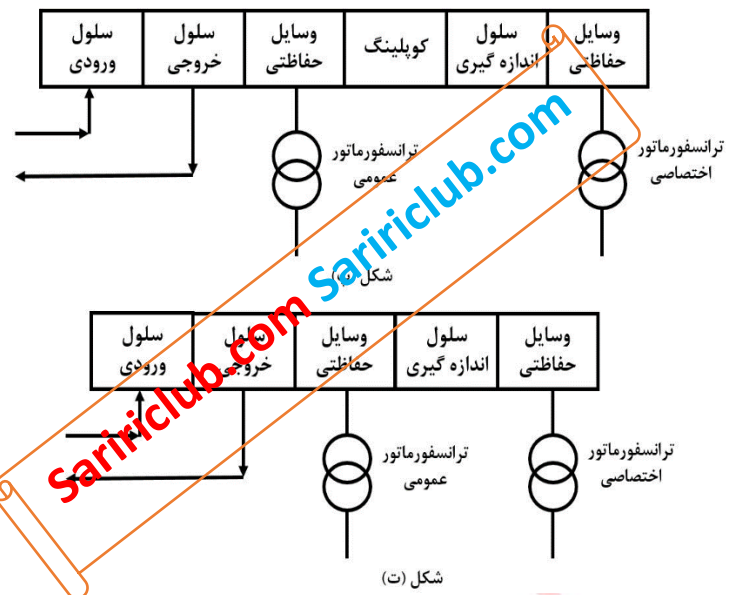 سلول ورودی
سلول خروجی
وسایل حفاظتی
کوپلینگ
سلول اندازه گیری
وسایل حفاظتی
ترانسفورماتور عمومی
ترانسفورماتور اختصاصی
شکل (پ)
Saririclub.com Saririclub.com
سلول ورودی
سلول خروجی
وسایل حفاظتی
سلول اندازه گیری
وسایل حفاظتی
ترانسفورماتور عمومی
ترانسفورماتور اختصاصی
شکل (ت)